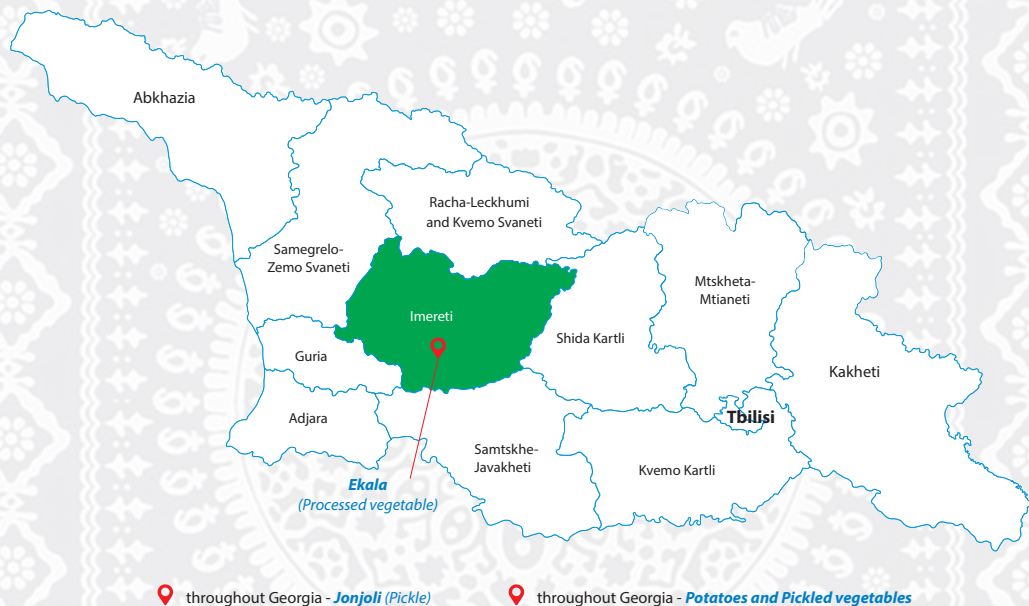 Abkhazia
Racha-Leckhumi
and Kvemo Svaneti
Samegrelo-
Zemo Svaneti
Mtskheta-
Mtianeti
Imereti
Shida Kartli
Guria
Kakheti
Adjara
Tbilisi
Samtskhe-
Javakheti
Kvemo Kartli
Ekala
(Processed vegetable)
throughout Georgia - Jonjoli (Pickle)
throughout Georgia - Potatoes and Pickled vegetables